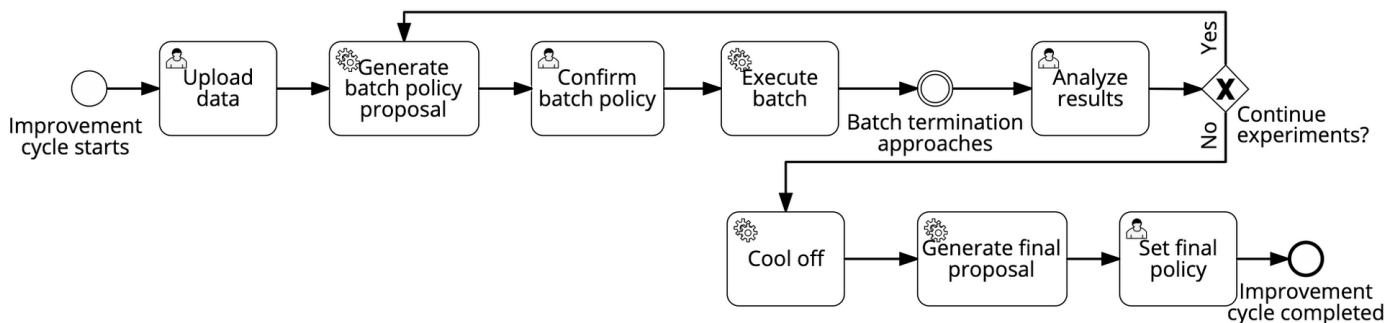 Yes
Upload
data
Generate
batch policy
proposal
Confirm
batch policy
Execute
batch
Analyze
results
Improvement
cycle starts
Batch termination
approaches
Continue
experiments?
No
Cool off
Generate final
proposal
Set final
policy
Improvement
cycle completed